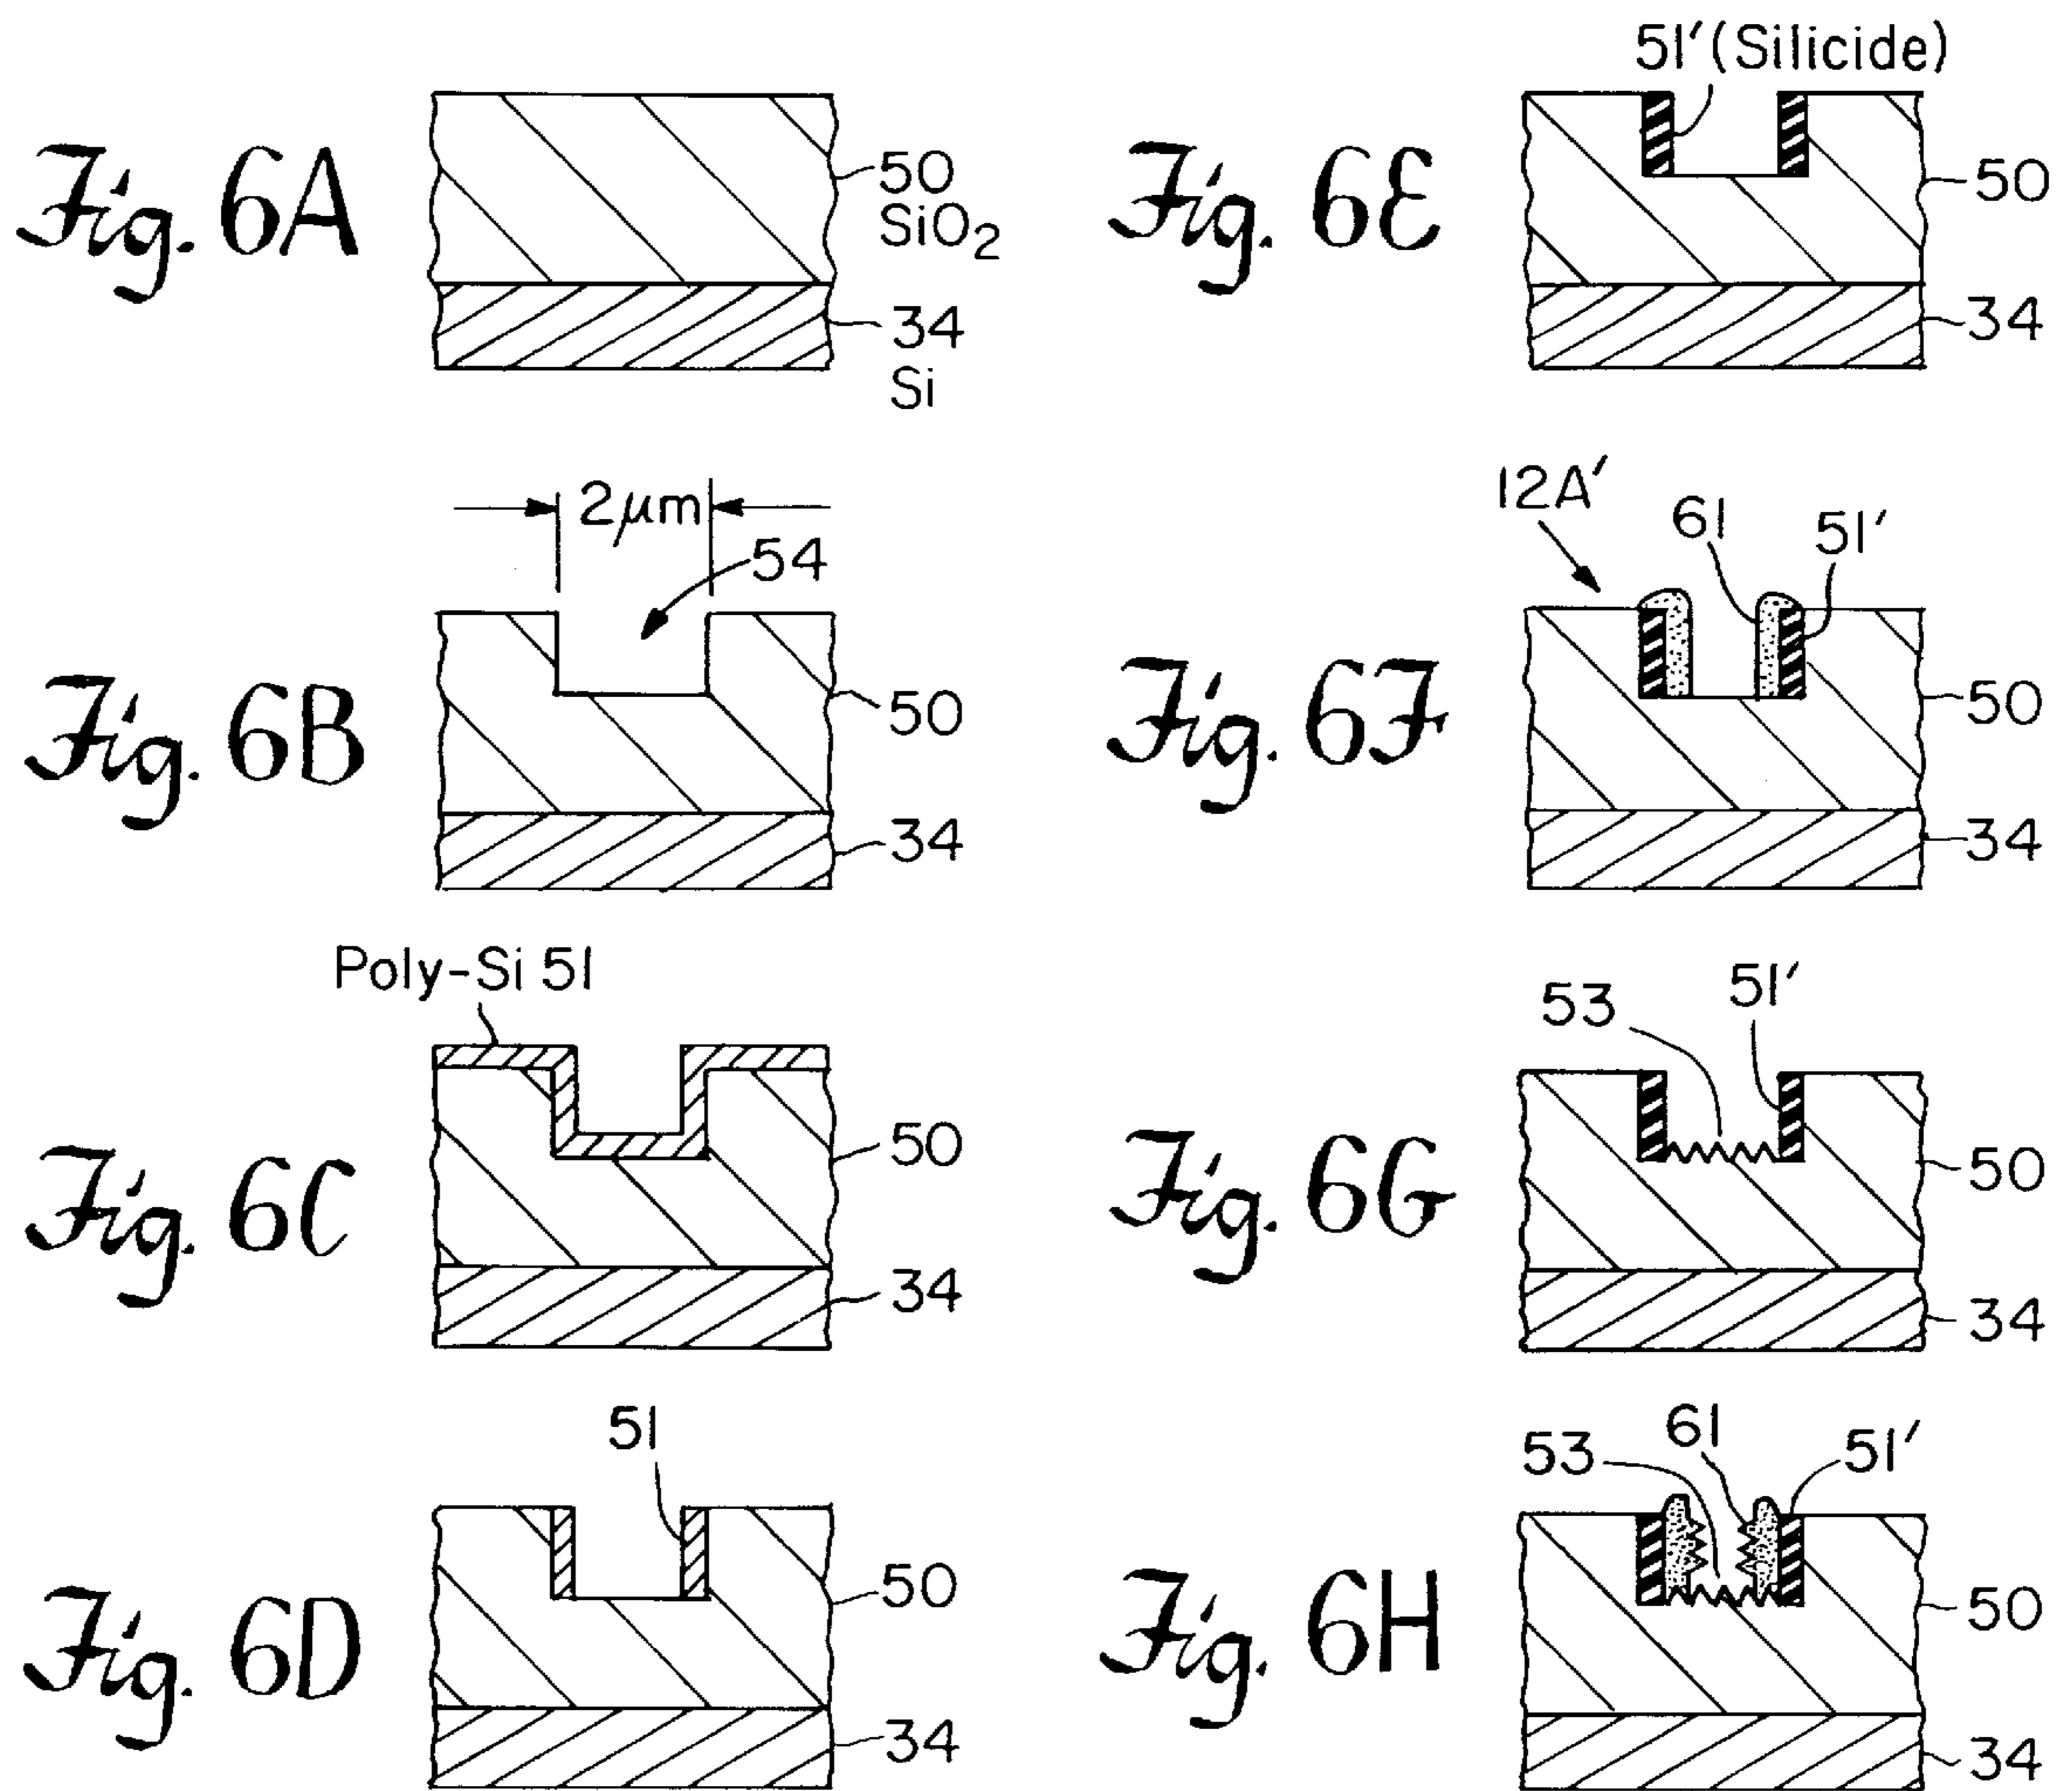 Fig. 6A
50
SiO2
34
Si
Fig. 6B
2μm
54
50
34
Fig. 6C
Poly-Si 51
50
34
Fig. 6D
51
50
34
Fig. 6E
51'(Silicide)
50
34
Fig. 6F
12A'
61
51'
50
34
Fig. 6G
53
51'
50
34
Fig. 6H
53
61
51'
50
34